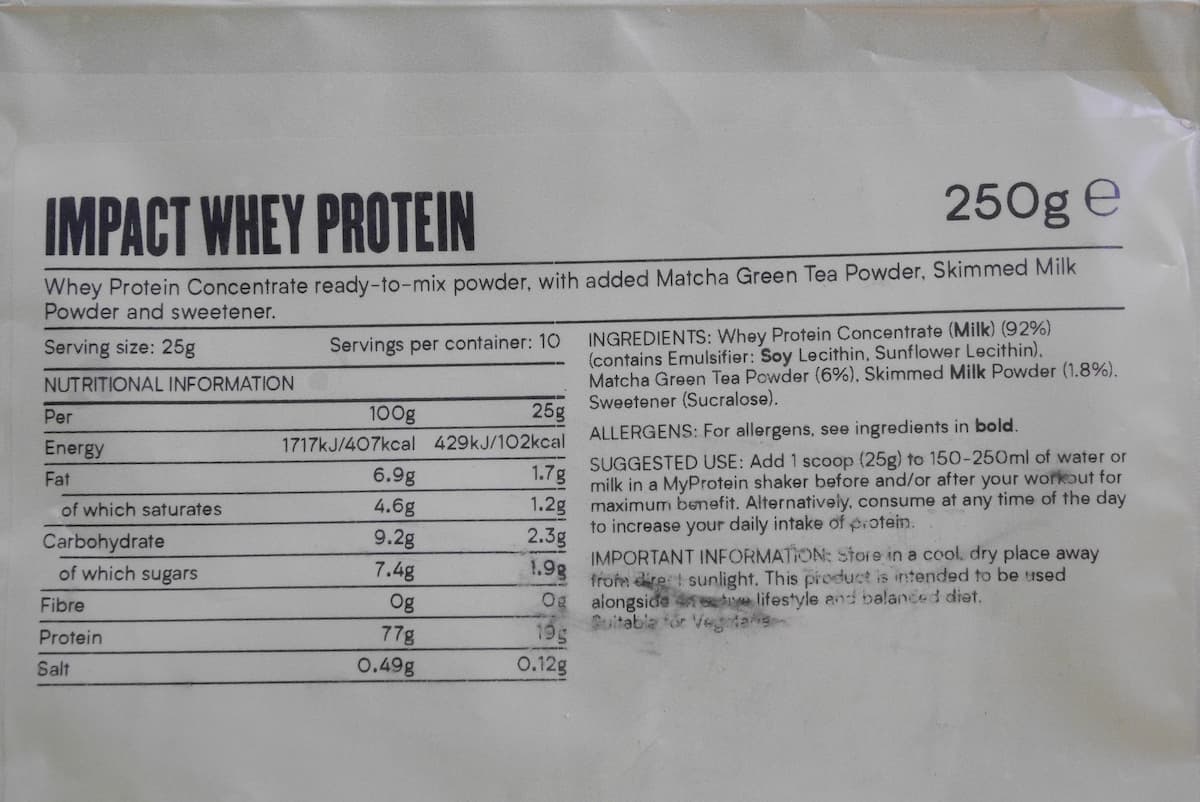 IMPACT WHEY PROTEIN
250g e
Whey Protein Concentrate ready-to-mix powder, with added Matcha Green Tea Powder, Skimmed Milk
Powder and sweetener.
Serving size: 25g Servings per container: 10
NUTRITIONAL INFORMATION
Per 100g 25g
Energy 1717kJ/407kcal 429kJ/102kcal
Fat 6.9g 1.7g
of which saturates 4.6g 1.2g
Carbohydrate 9.2g 2.3g
of which sugars 7.4g 1.9g
Fibre 0g 0g
Protein 77g 19g
Salt 0.49g 0.12g
INGREDIENTS: Whey Protein Concentrate (Milk) (92%)
(contains Emulsifier: Soy Lecithin, Sunflower Lecithin),
Matcha Green Tea Powder (6%), Skimmed Milk Powder (1.8%),
Sweetener (Sucralose).
ALLERGENS: For allergens, see ingredients in bold.
SUGGESTED USE: Add 1 scoop (25g) to 150-250ml of water or
milk in a MyProtein shaker before and/or after your workout for
maximum benefit. Alternatively, consume at any time of the day
to increase your daily intake of protein.
IMPORTANT INFORMATION: Store in a cool, dry place away
from direct sunlight. This product is intended to be used
alongside lifestyle and balanced diet.
Suitable for